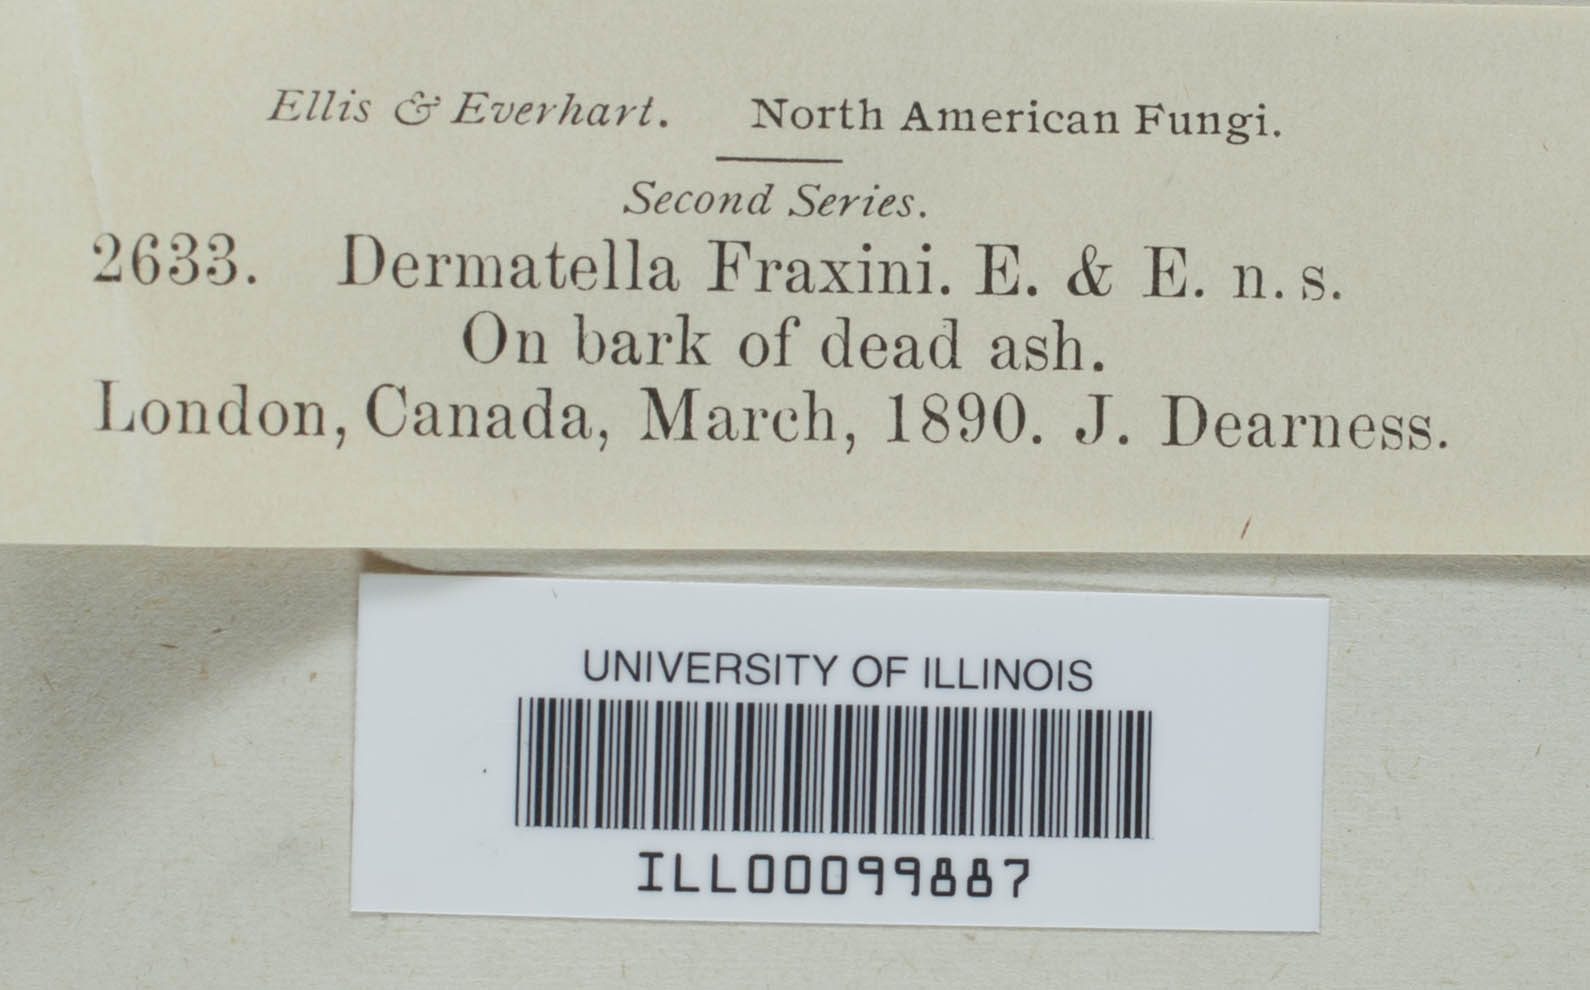 Ellis & Everhart. North American Fungi.
Second Series.
2633. Dermatella Fraxini. E. & E. n. s.
On bark of dead ash.
London, Canada, March, 1890. J. Dearness.
UNIVERSITY OF ILLINOIS
ILL00099887